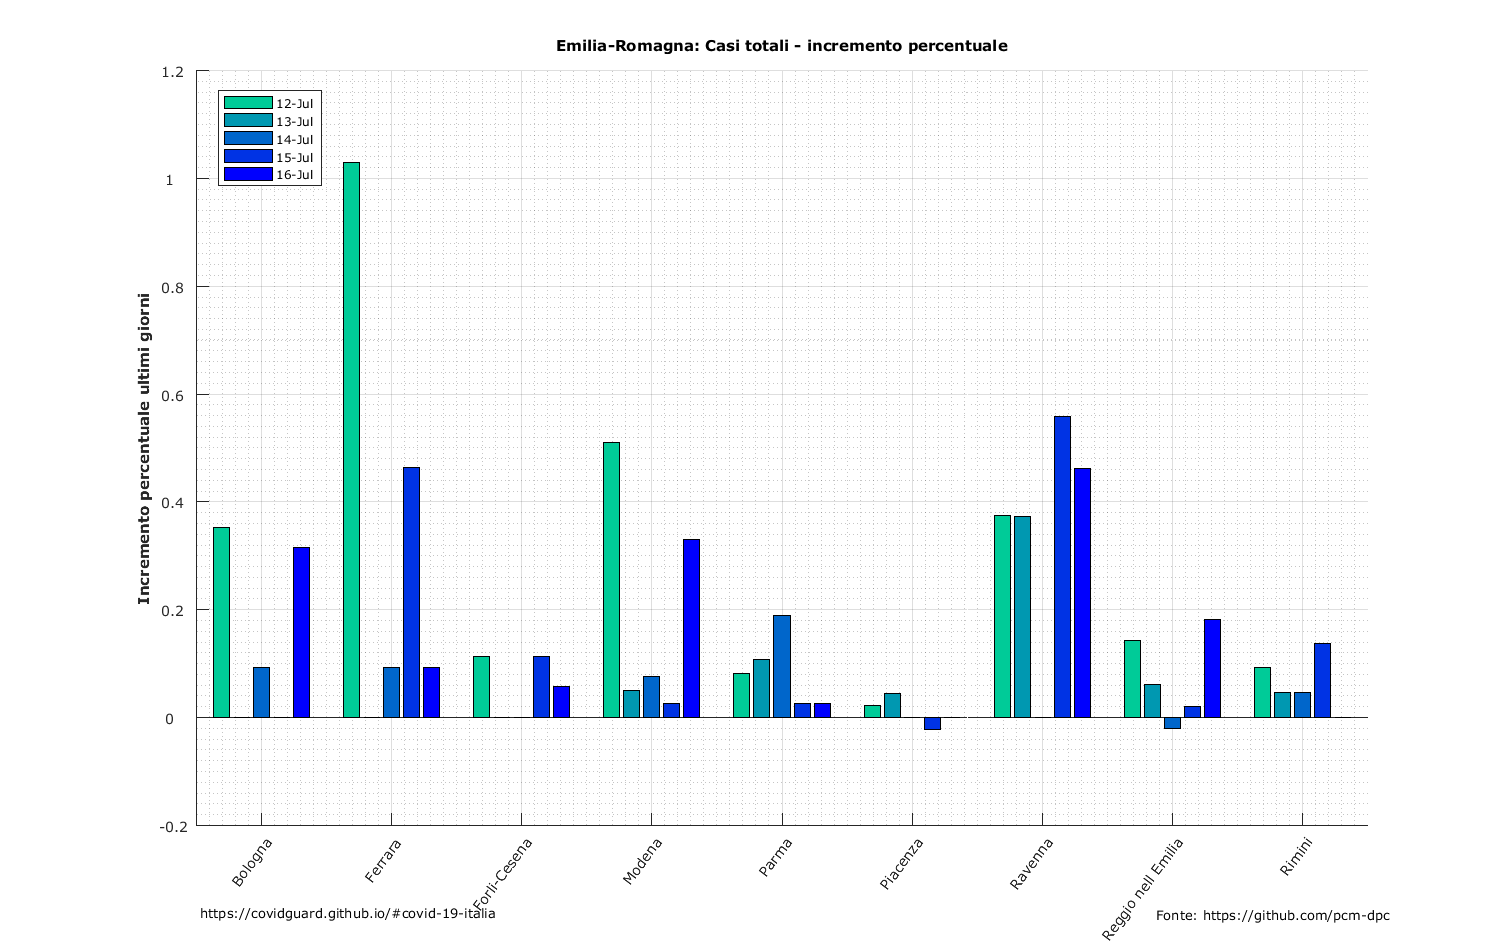 Emilia-Romagna: Casi totali - incremento percentuale
1.2
1
0.8
0.6
0.4
0.2
0
-0.2
Incremento percentuale ultimi giorni
12-Jul
13-Jul
14-Jul
15-Jul
16-Jul
Bologna
Ferrara
Forlì-Cesena
Modena
Parma
Piacenza
Ravenna
Reggio nell Emilia
Rimini
https://covidguard.github.io/#covid-19-italia
Fonte: https://github.com/pcm-dpc